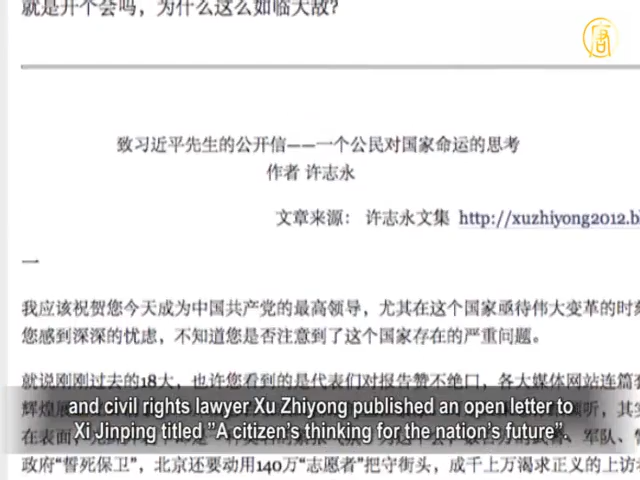 就是开个会吗，为什么这么如临大敌？
致习近平先生的公开信——一个公民对国家命运的思考
作者 许志永
文章来源： 许志永文集 http://xuzhiyong2012.bl
一
我应该祝贺您今天成为中国共产党的最高领导，尤其在这个国家亟待伟大变革的时刻
您感到深深的忧虑，不知道您是否注意到了这个国家存在的严重问题。
就说刚刚过去的18大，也许您看到的是代表们对报告赞不绝口，各大媒体网站连篇
and civil rights lawyer Xu Zhiyong published an open letter to
Xi Jinping titled "A citizen's thinking for the nation's future".
政府“誓死保卫”，北京还要动用140万“志愿者”把守街头，成千上万渴求正义的上访